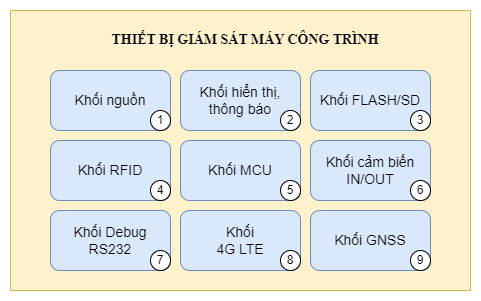 THIẾT BỊ GIÁM SÁT MÁY CÔNG TRÌNH
Khối nguồn
1
Khối hiển thị,
thông báo
2
Khối FLASH/SD
3
Khối RFID
4
Khối MCU
5
Khối cảm biến
IN/OUT
6
Khối Debug
RS232
7
Khối
4G LTE
8
Khối GNSS
9